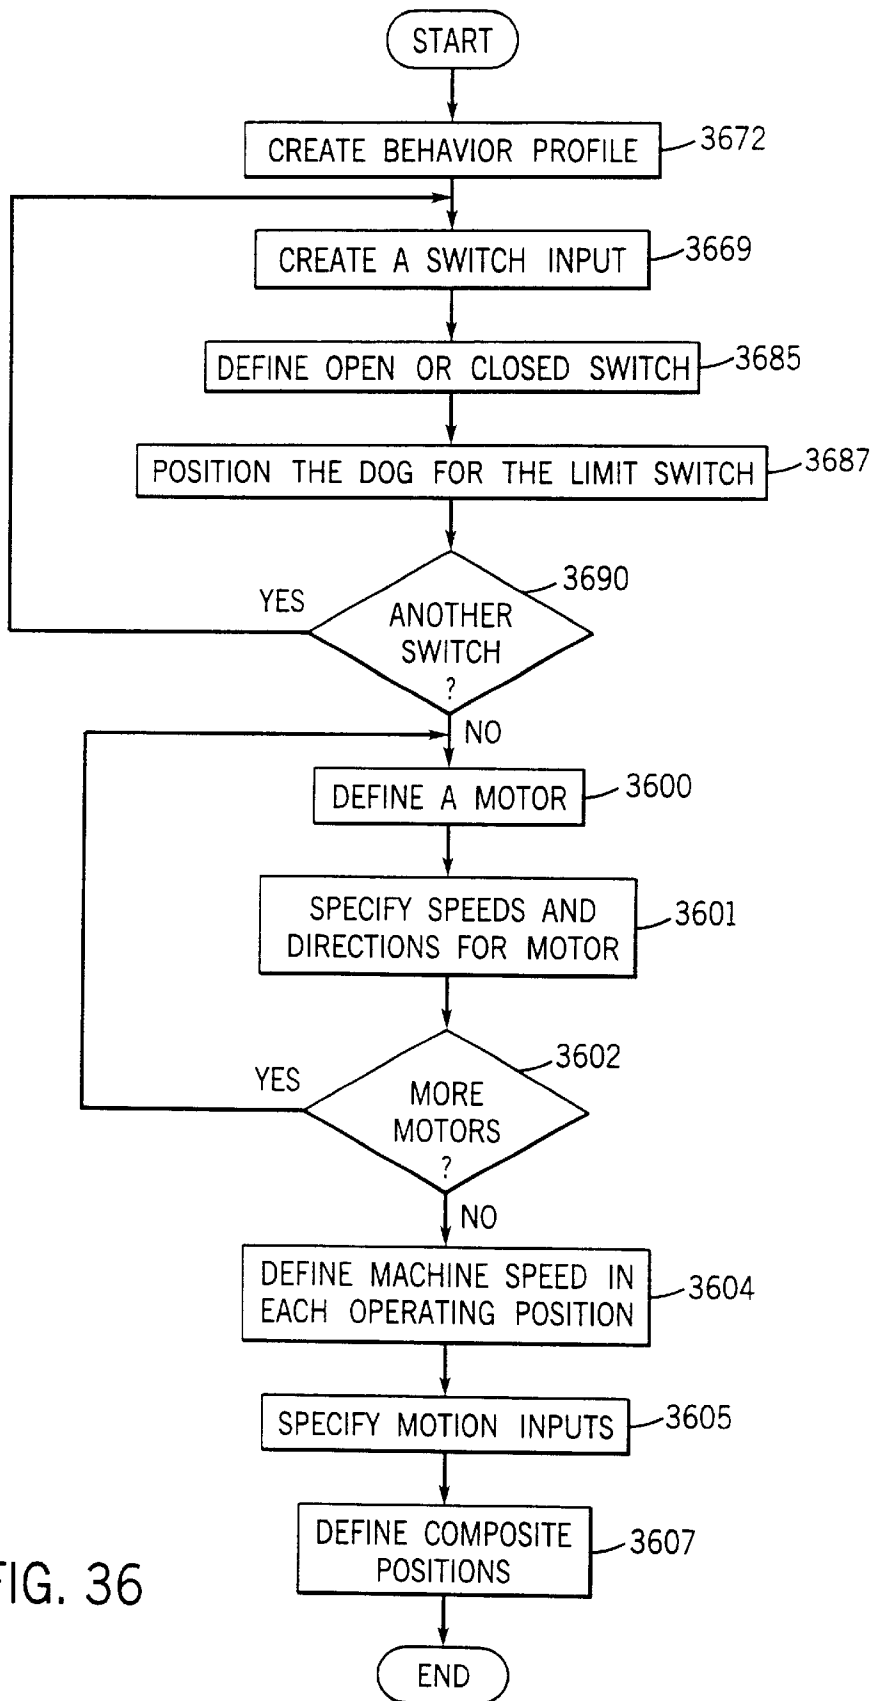 START
CREATE BEHAVIOR PROFILE
3672
CREATE A SWITCH INPUT
3669
DEFINE OPEN OR CLOSED SWITCH
3685
POSITION THE DOG FOR THE LIMIT SWITCH
3687
3690
YES
ANOTHER
SWITCH
?
NO
DEFINE A MOTOR
3600
SPECIFY SPEEDS AND
DIRECTIONS FOR MOTOR
3601
3602
YES
MORE
MOTORS
?
NO
DEFINE MACHINE SPEED IN
EACH OPERATING POSITION
3604
SPECIFY MOTION INPUTS
3605
DEFINE COMPOSITE
POSITIONS
3607
FIG. 36
END